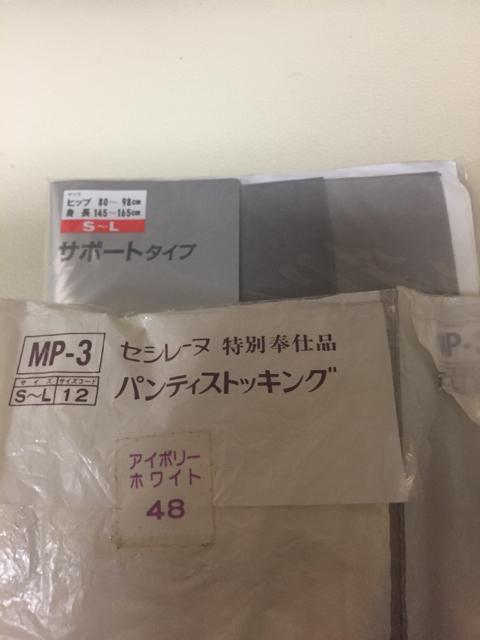 サイズ
ヒップ 80〜98cm
身長 145〜165cm
S〜L
サポートタイプ
MP-3
サイズ サイズコード
S〜L 12
セシレーヌ 特別奉仕品
パンティストッキング
アイボリー
ホワイト
48